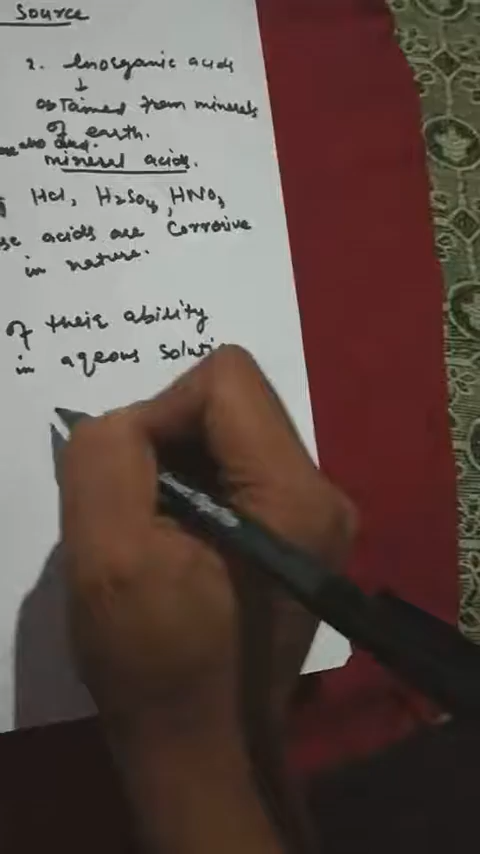 Source
2. Inorganic acids
↓
obtained from minerals
of earth.
mineral acids.
Hcl, H2SO4, HNO3
acids are Corrosive
in nature.
of their ability
in aqeous